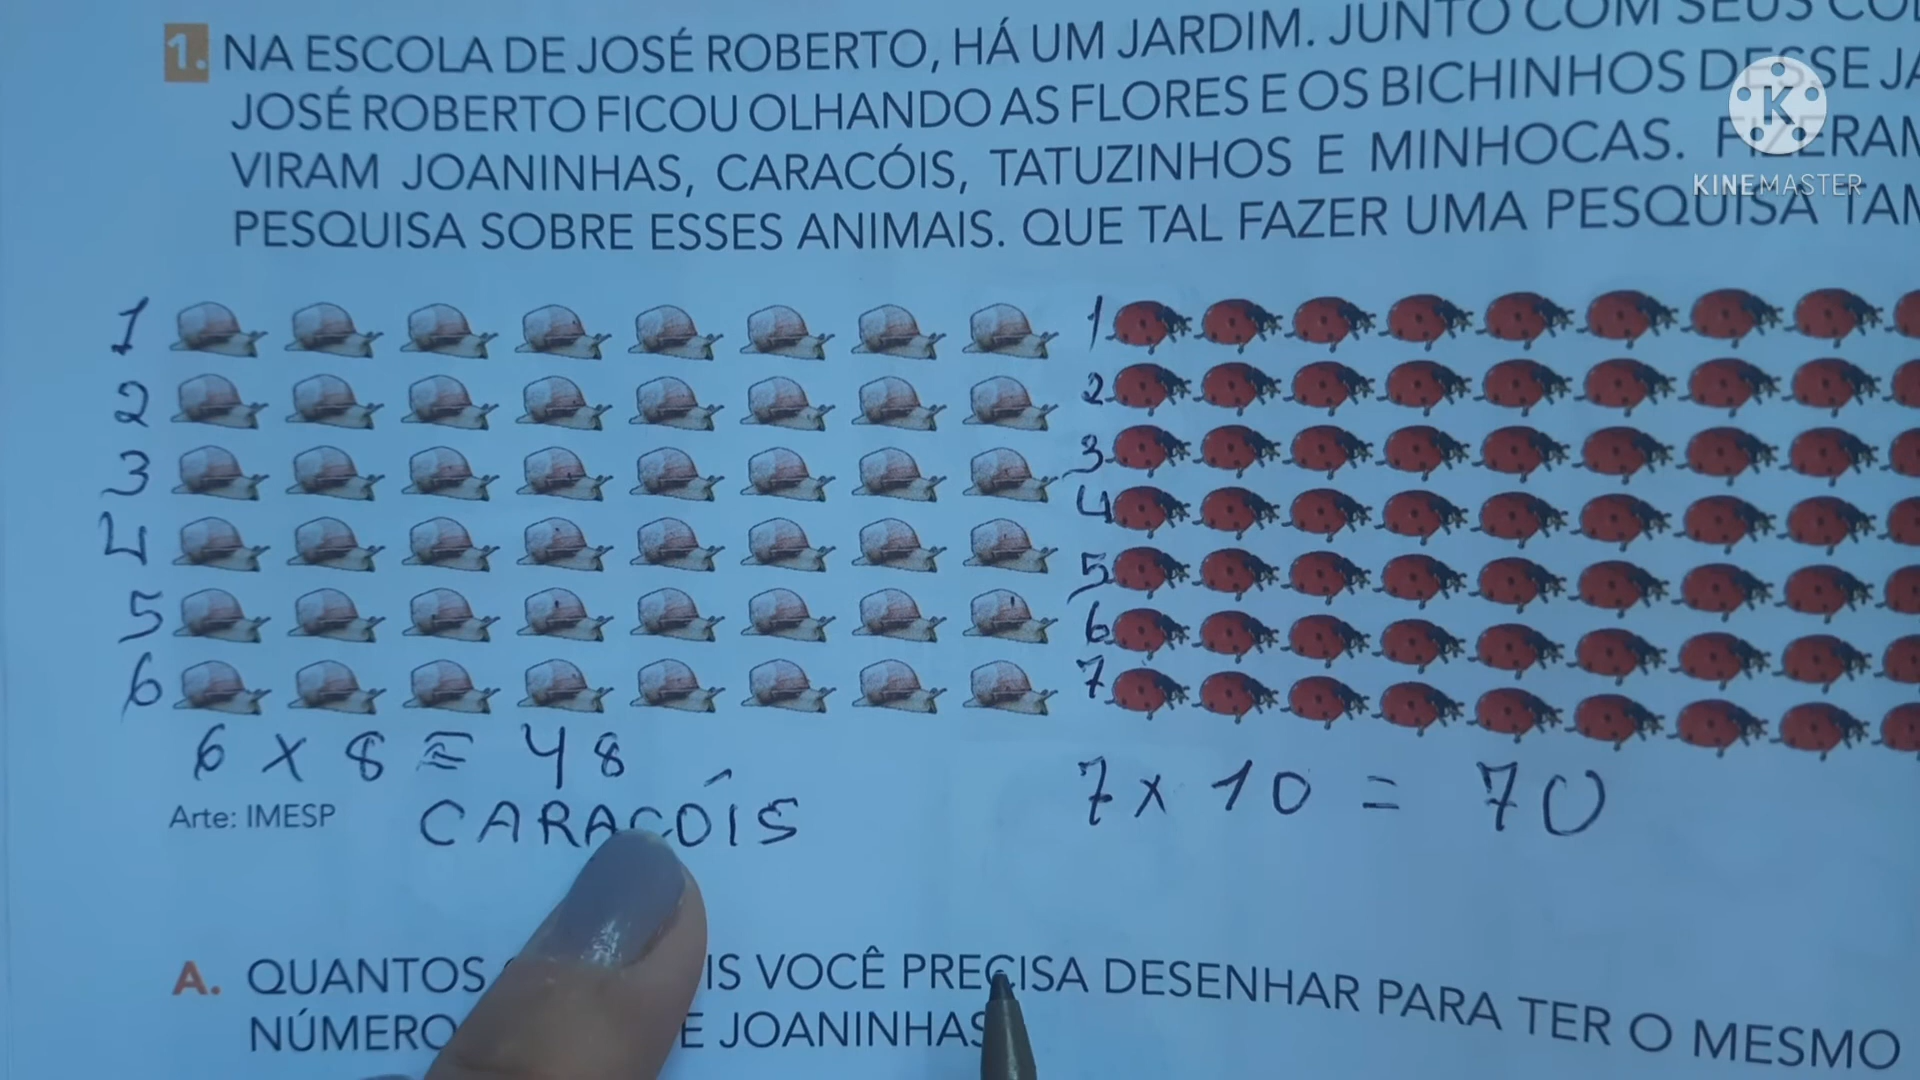 1. NA ESCOLA DE JOSÉ ROBERTO, HÁ UM JARDIM. JUNTO COM SEUS
JOSÉ ROBERTO FICOU OLHANDO AS FLORES E OS BICHINHOS DESSE
VIRAM JOANINHAS, CARACÓIS, TATUZINHOS E MINHOCAS. FIZERAM
PESQUISA SOBRE ESSES ANIMAIS. QUE TAL FAZER UMA PESQUISA
K
KINEMASTER
1
2
3
4
5
6
1
2
3
4
5
6
7
6 x 8 = 48
CARACÓIS
7 x 10 = 70
Arte: IMESP
A. QUANTOS VOCÊ PRECISA DESENHAR PARA TER O MESMO
NÚMERO JOANINHAS